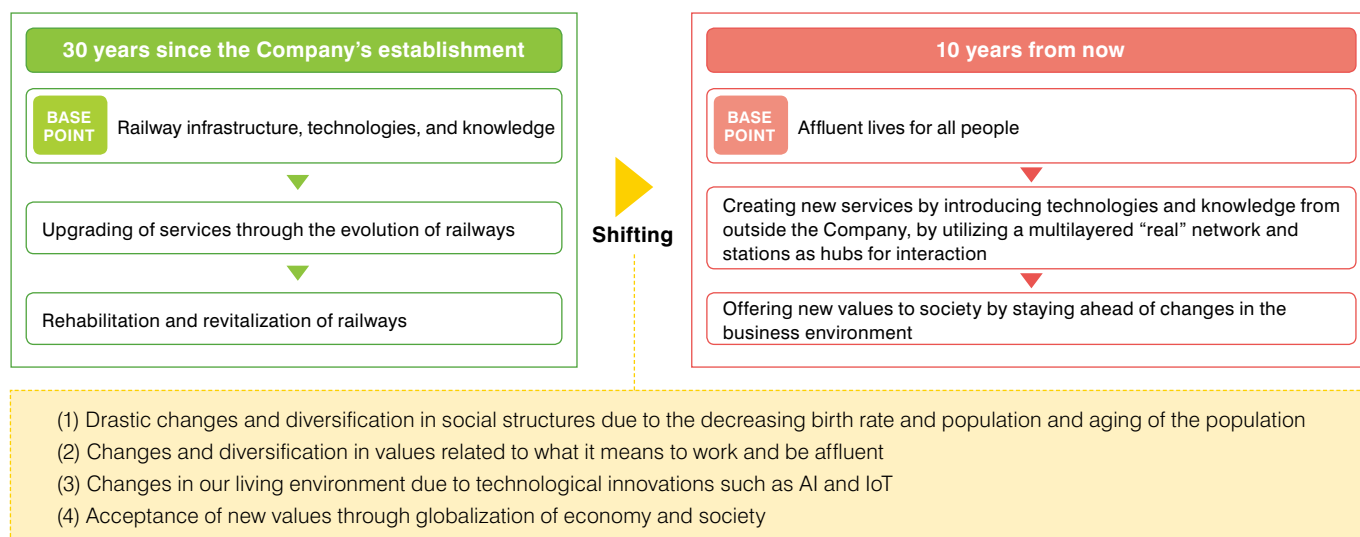 30 years since the Company’s establishment
BASE
POINT
Railway infrastructure, technologies, and knowledge
Upgrading of services through the evolution of railways
Rehabilitation and revitalization of railways
Shifting
10 years from now
BASE
POINT
Affluent lives for all people
Creating new services by introducing technologies and knowledge from
outside the Company, by utilizing a multilayered “real” network and
stations as hubs for interaction
Offering new values to society by staying ahead of changes in the
business environment
(1) Drastic changes and diversification in social structures due to the decreasing birth rate and population and aging of the population
(2) Changes and diversification in values related to what it means to work and be affluent
(3) Changes in our living environment due to technological innovations such as AI and IoT
(4) Acceptance of new values through globalization of economy and society